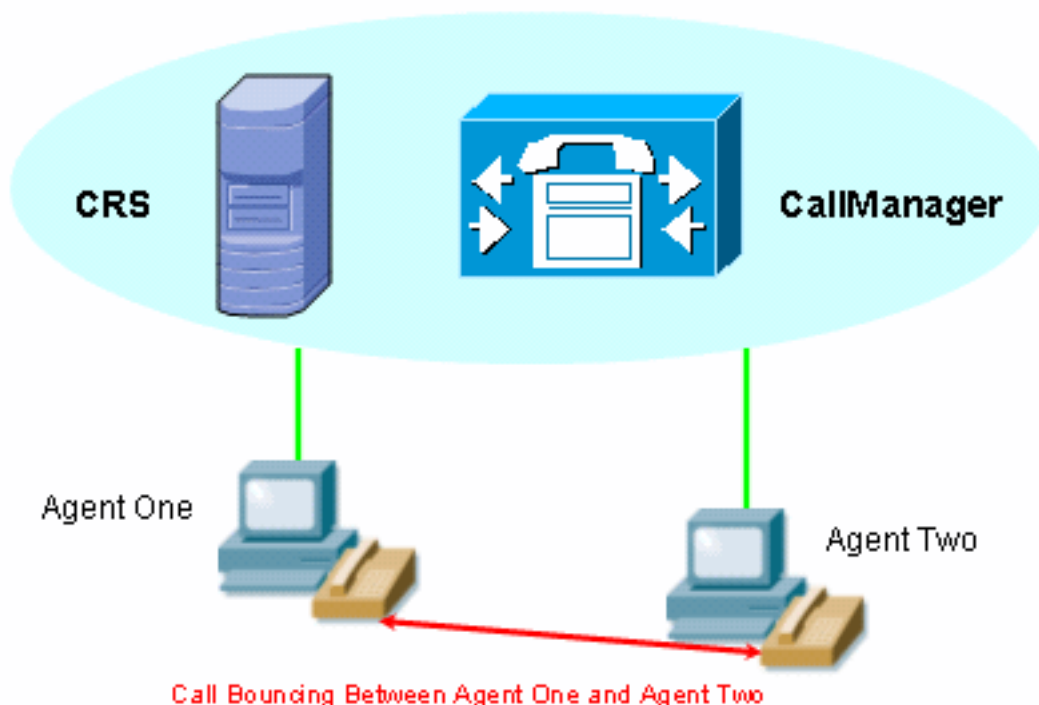 CRS
CallManager
Agent One
Agent Two
Call Bouncing Between Agent One and Agent Two